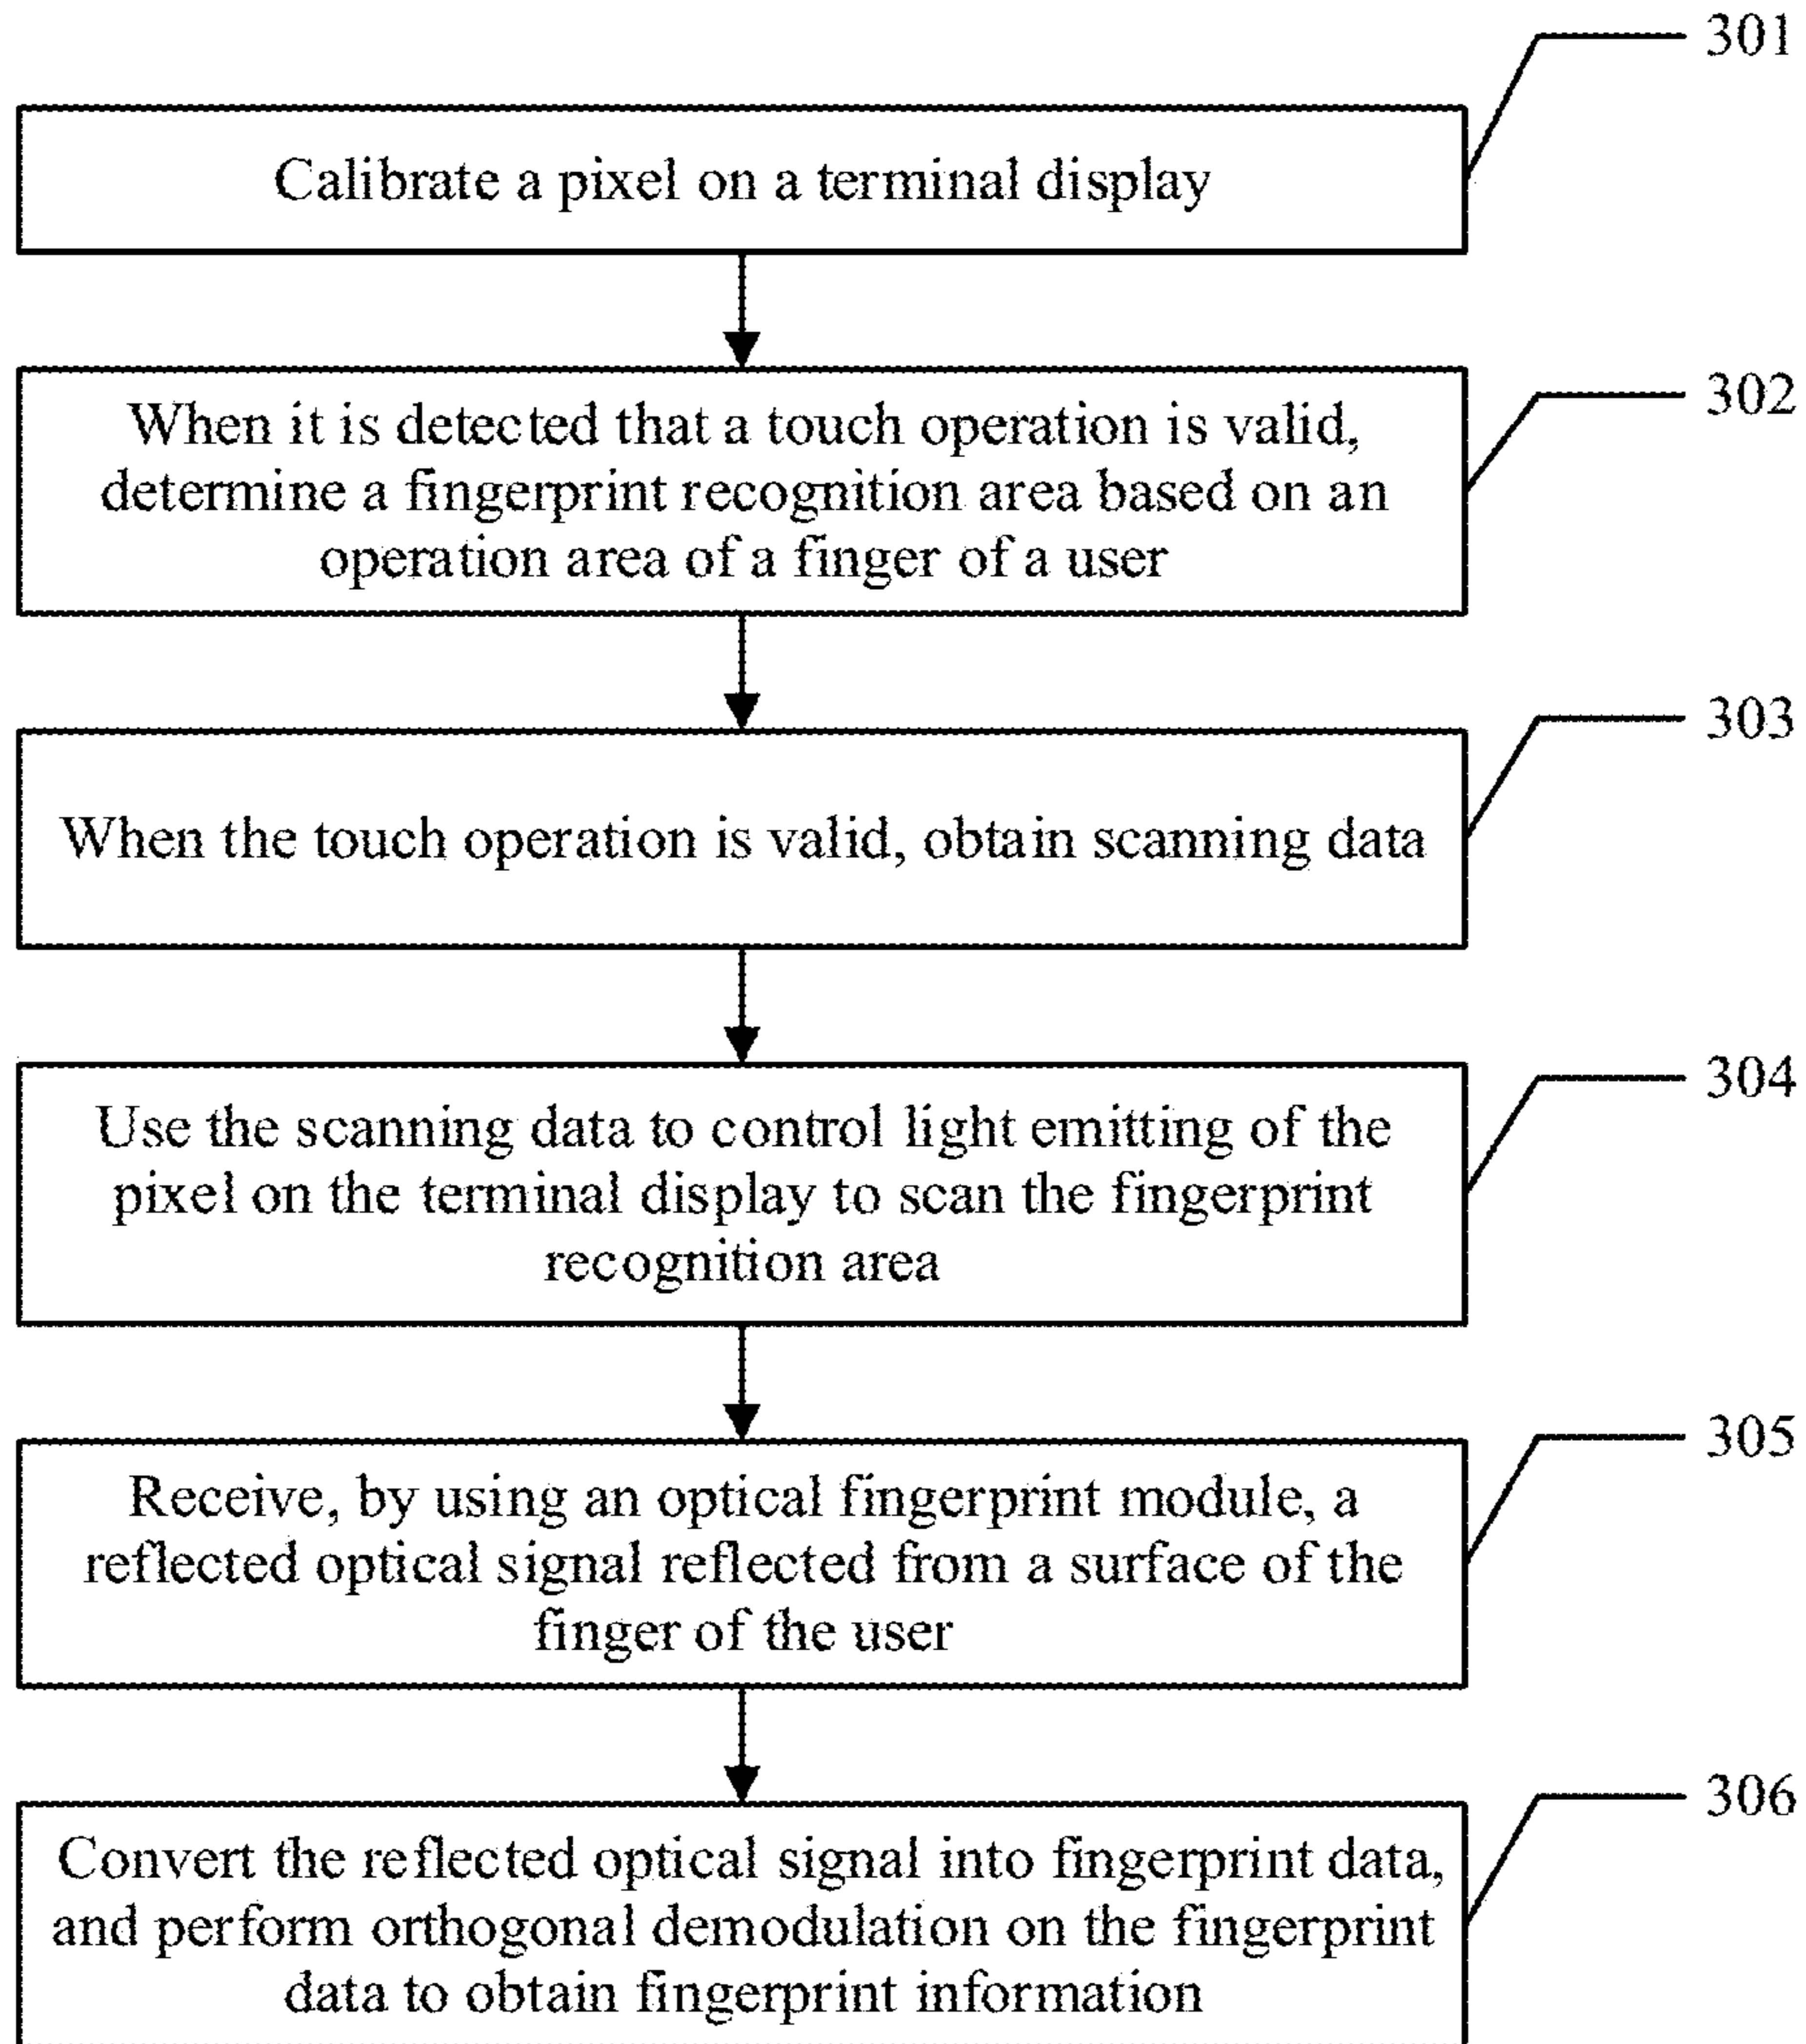 301
Calibrate a pixel on a terminal display
302
When it is detected that a touch operation is valid,
determine a fingerprint recognition area based on an
operation area of a finger of a user
303
When the touch operation is valid, obtain scanning data
304
Use the scanning data to control light emitting of the
pixel on the terminal display to scan the fingerprint
recognition area
305
Receive, by using an optical fingerprint module, a
reflected optical signal reflected from a surface of the
finger of the user
306
Convert the reflected optical signal into fingerprint data,
and perform orthogonal demodulation on the fingerprint
data to obtain fingerprint information